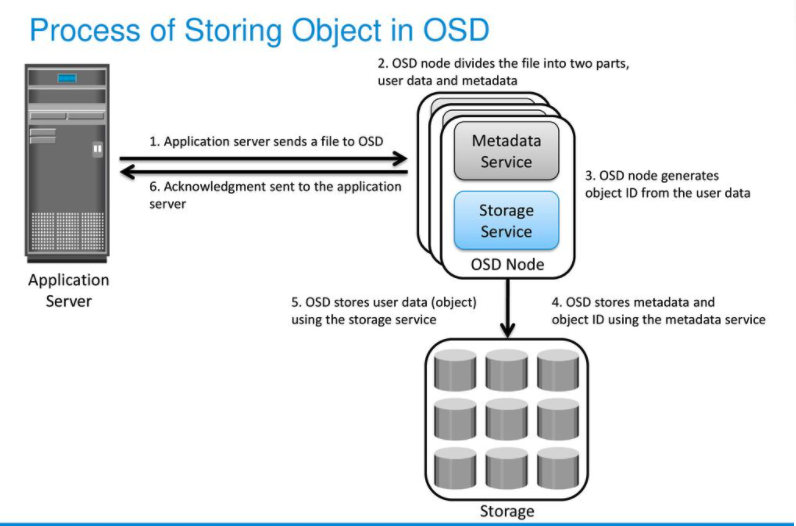 Process of Storing Object in OSD
2. OSD node divides the file into two parts,
user data and metadata
1. Application server sends a file to OSD
6. Acknowledgment sent to the application
server
Metadata
Service
3. OSD node generates
object ID from the user data
Storage
Service
OSD Node
Application
Server
5. OSD stores user data (object)
using the storage service
4. OSD stores metadata and
object ID using the metadata service
Storage